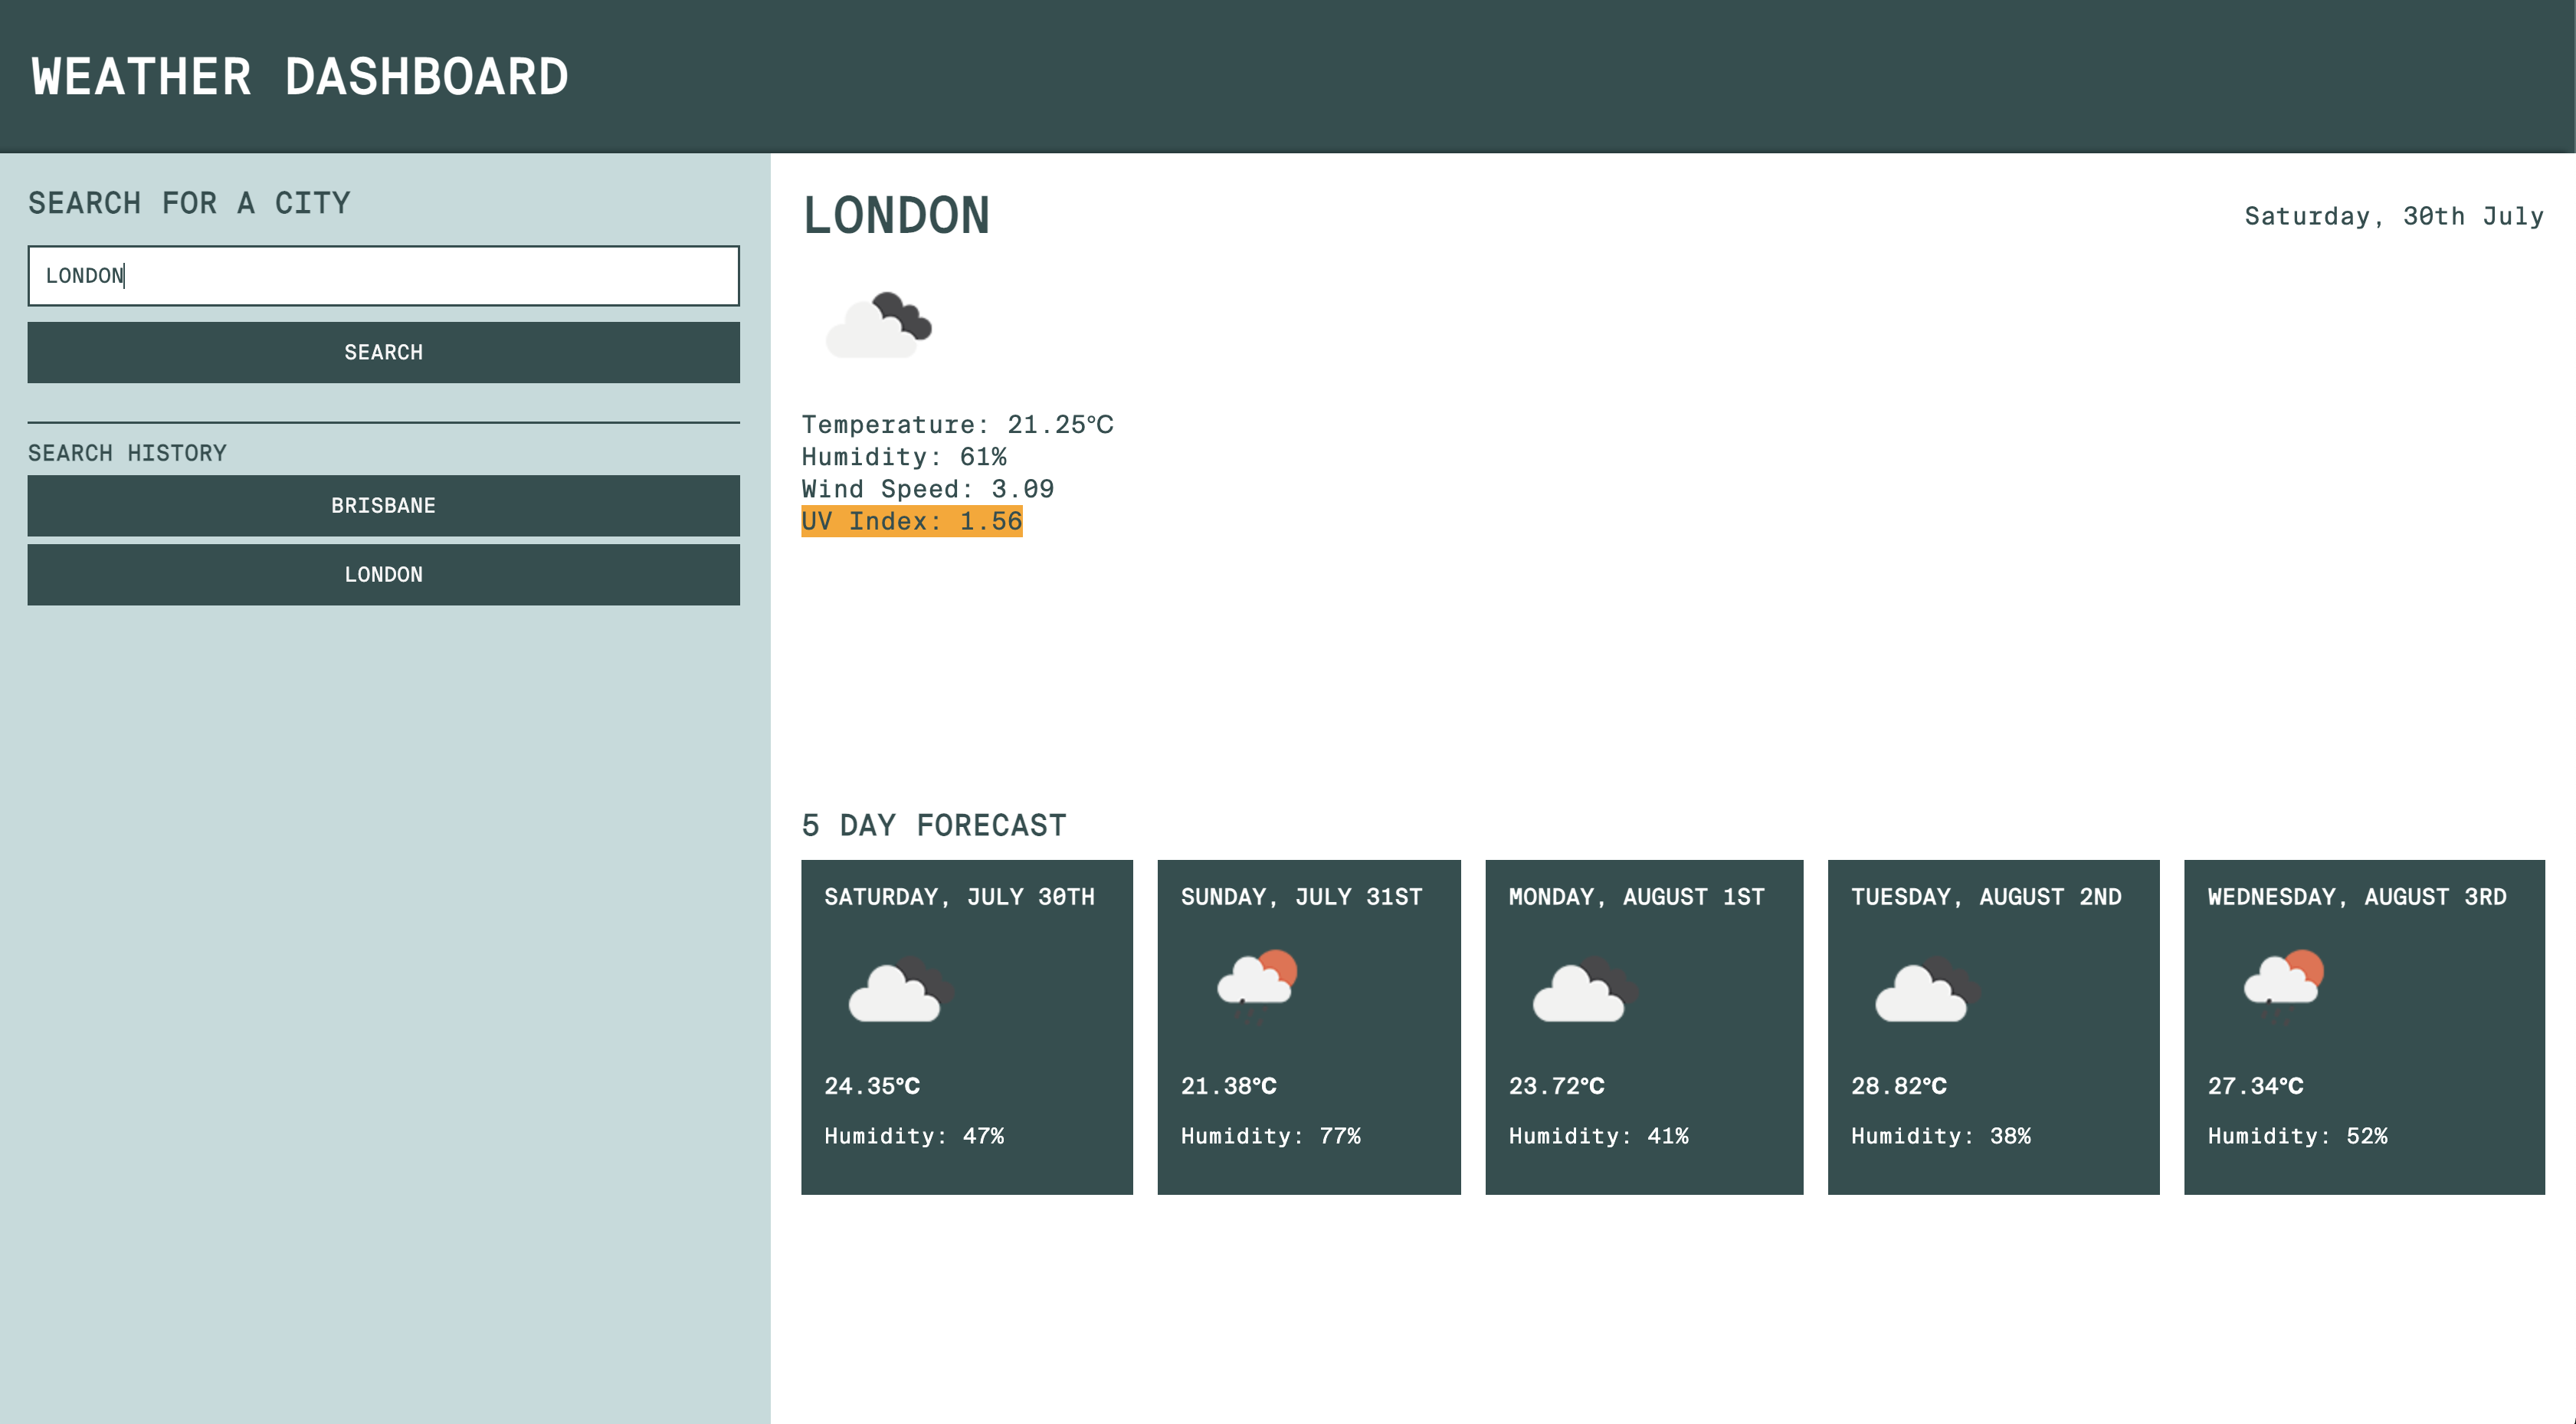 WEATHER DASHBOARD
SEARCH FOR A CITY
LONDON
SEARCH
SEARCH HISTORY
BRISBANE
LONDON
LONDON
Saturday, 30th July
Temperature: 21.25°C
Humidity: 61%
Wind Speed: 3.09
UV Index: 1.56
5 DAY FORECAST
SATURDAY, JULY 30TH
24.35°C
Humidity: 47%
SUNDAY, JULY 31ST
21.38°C
Humidity: 77%
MONDAY, AUGUST 1ST
23.72°C
Humidity: 41%
TUESDAY, AUGUST 2ND
28.82°C
Humidity: 38%
WEDNESDAY, AUGUST 3RD
27.34°C
Humidity: 52%